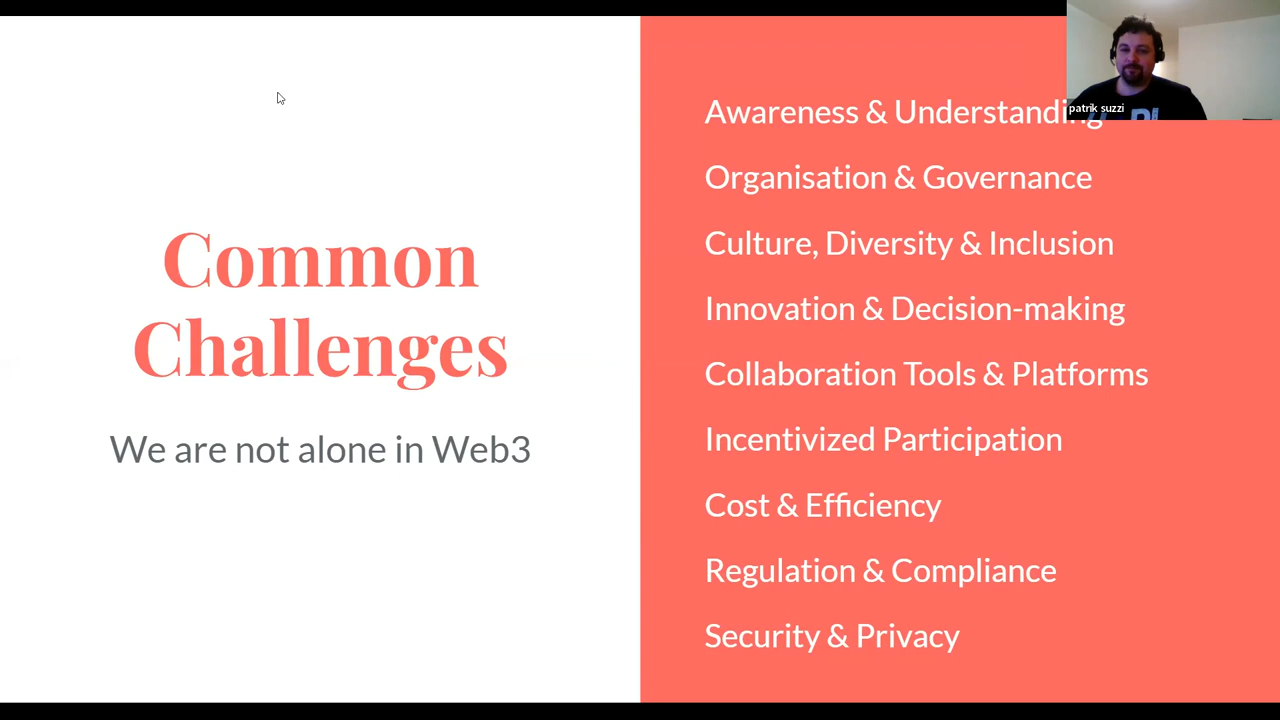 Common
Challenges
We are not alone in Web3
Awareness & Understanding
Organisation & Governance
Culture, Diversity & Inclusion
Innovation & Decision-making
Collaboration Tools & Platforms
Incentivized Participation
Cost & Efficiency
Regulation & Compliance
Security & Privacy
patrik suzzi